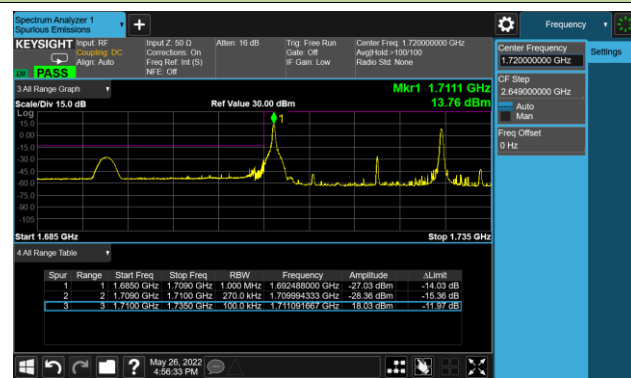 Spectrum Analyzer 1
Spurious Emissions
Frequency
KEYSIGHT
Input: RF
Coupling: DC
Align: Auto
Input Z: 50 Ω
Corrections: On
Freq Ref: Int (S)
NFE: Off
Atten: 16 dB
Trig: Free Run
Gate: Off
IF Gain: Low
Center Freq: 1.720000000 GHz
Avg|Hold:>100/100
Radio Std: None
PASS
Center Frequency
1.720000000 GHz
Settings
CF Step
2.649000000 GHz
Auto
Man
Freq Offset
0 Hz
3 All Range Graph
Mkr1 1.7111 GHz
Scale/Div 15.0 dB
Ref Value 30.00 dBm
13.76 dBm
Log
1
15.0
0.00
-15.0
-30.0
-45.0
-60.0
-75.0
-90.0
-105
Start 1.685 GHz
Stop 1.735 GHz
4 All Range Table
Spur Range Start Freq Stop Freq RBW Frequency Amplitude ΔLimit
1 1 1.6850 GHz 1.7090 GHz 1.000 MHz 1.692488000 GHz -27.03 dBm -14.03 dB
2 2 1.7090 GHz 1.7100 GHz 270.0 kHz 1.709994333 GHz -28.36 dBm -15.36 dB
3 3 1.7100 GHz 1.7350 GHz 100.0 kHz 1.711091667 GHz 18.03 dBm -11.97 dB
?
May 26, 2022
4:56:33 PM